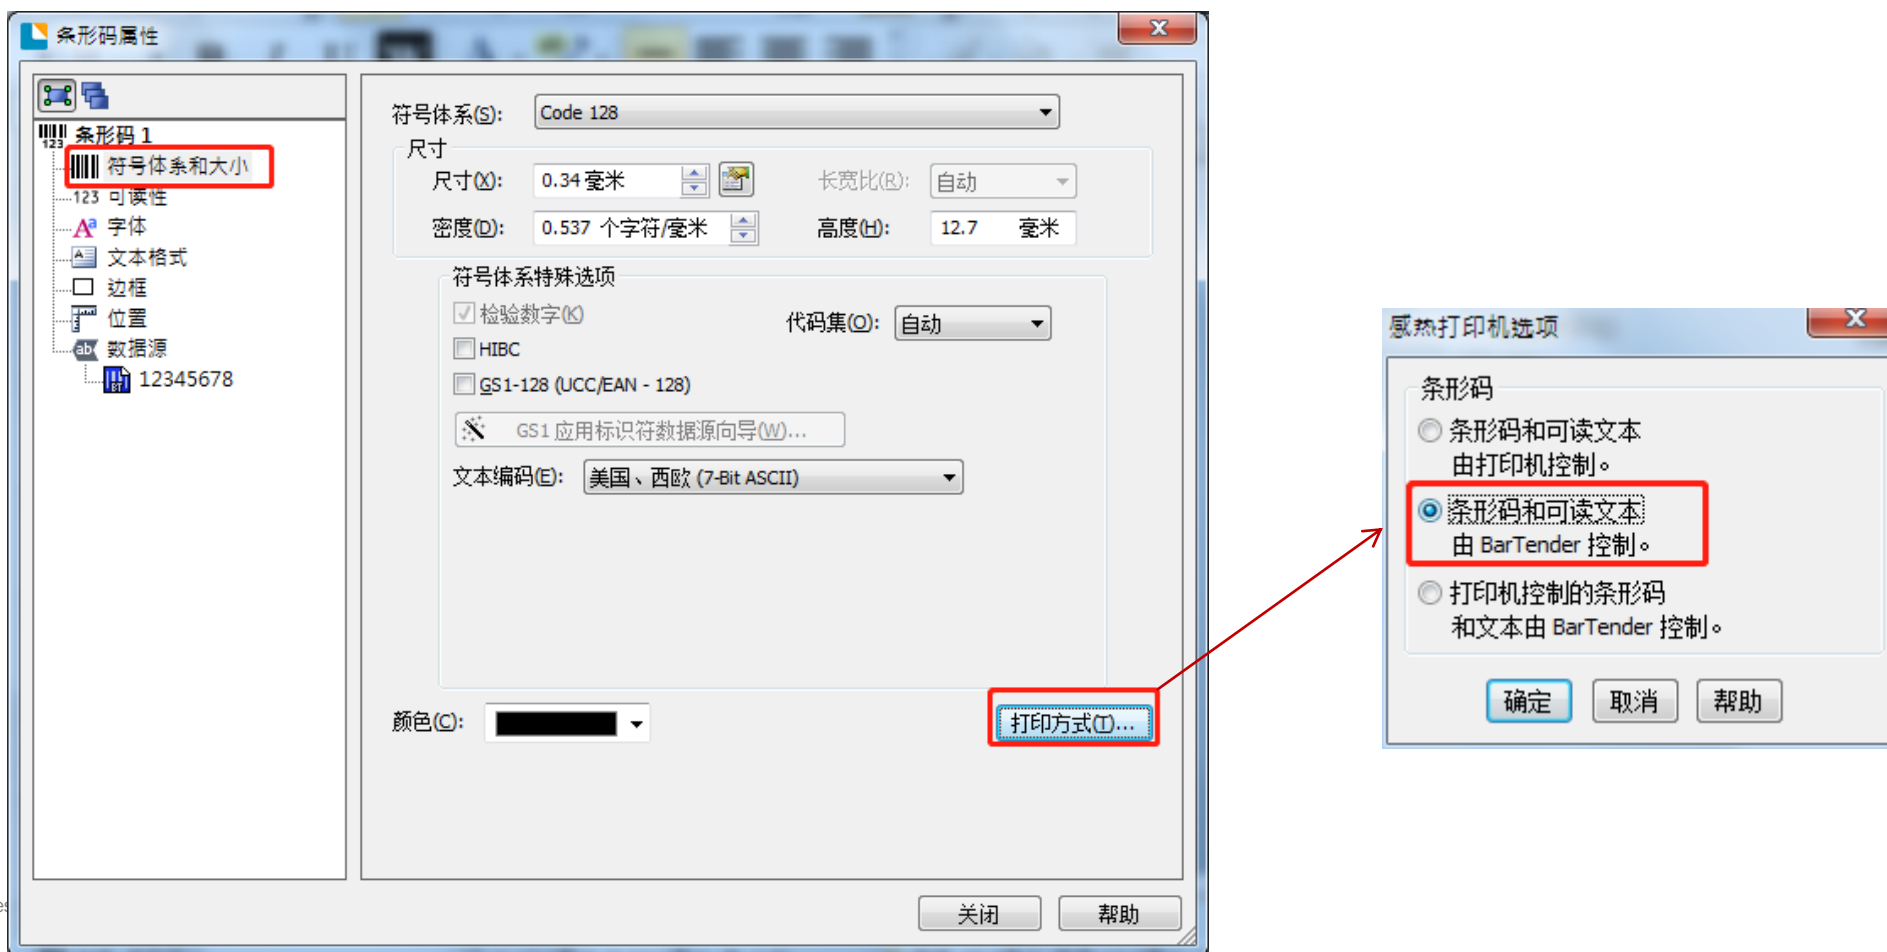 条形码属性
条形码 1
符号体系和大小
123 可读性
字体
文本格式
边框
位置
数据源
12345678
符号体系(S): Code 128
尺寸
尺寸(X): 0.34 毫米 长宽比(R): 自动
密度(D): 0.537 个字符/毫米 高度(H): 12.7 毫米
符号体系特殊选项
检验数字(K) 代码集(O): 自动
HIBC
GS1-128 (UCC/EAN - 128)
GS1 应用标识符数据源向导(W)...
文本编码(E): 美国、西欧 (7-Bit ASCII)
颜色(C): 打印方式(T)...
关闭 帮助
感热打印机选项
条形码
条形码和可读文本
由打印机控制。
条形码和可读文本
由 BarTender 控制。
打印机控制的条形码
和文本由 BarTender 控制。
确定 取消 帮助